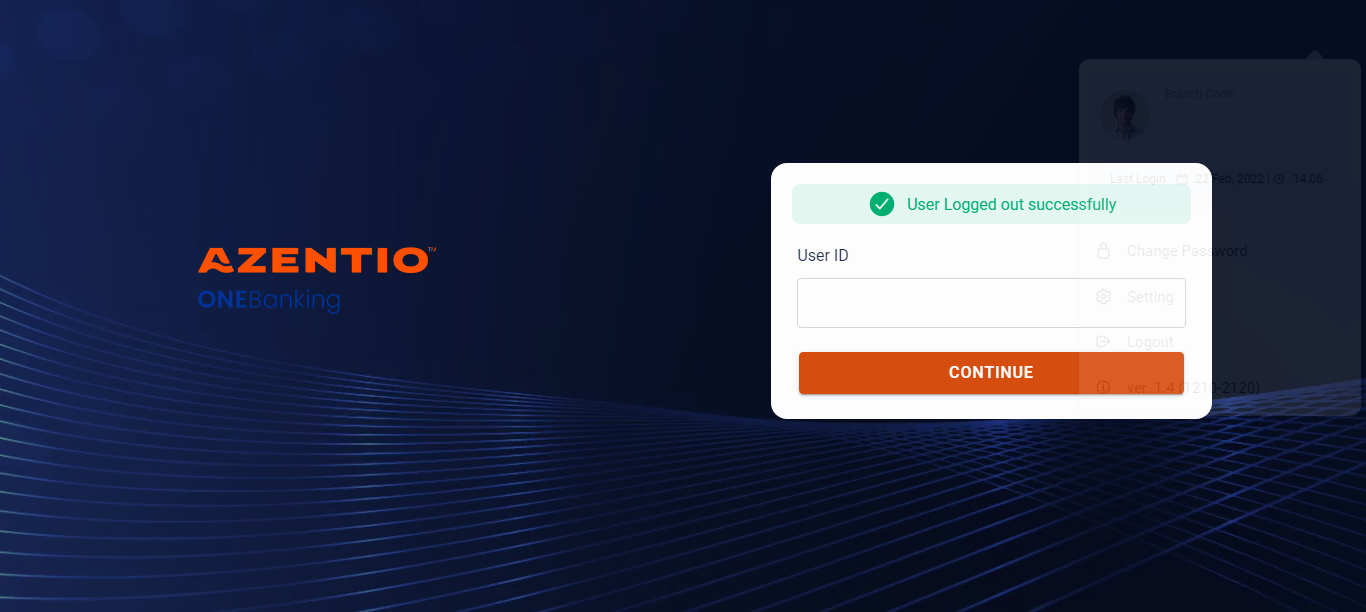 AZENTIO™
ONEBanking
User Logged out successfully
User ID
CONTINUE
Branch Code:
Last Login 22 Feb, 2022 | 14.06
Change Password
Setting
Logout
ver. 1.4 (1210-2120)